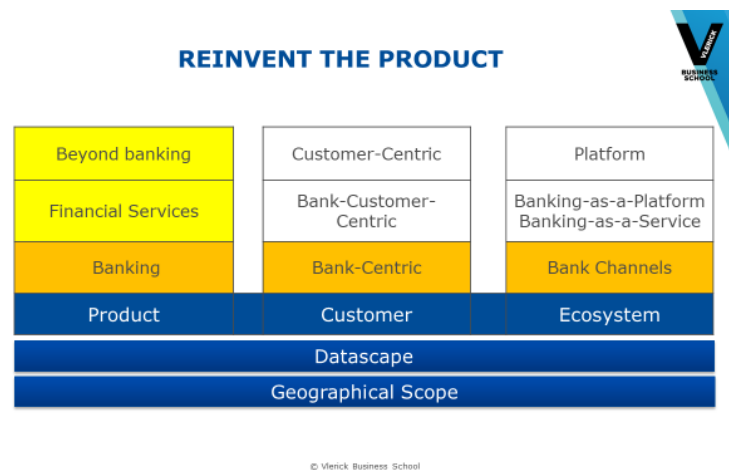 REINVENT THE PRODUCT
VLERICK
BUSINESS
SCHOOL
Beyond banking
Customer-Centric
Platform
Financial Services
Bank-Customer-
Centric
Banking-as-a-Platform
Banking-as-a-Service
Banking
Bank-Centric
Bank Channels
Product
Customer
Ecosystem
Datascape
Geographical Scope
© Vlerick Business School